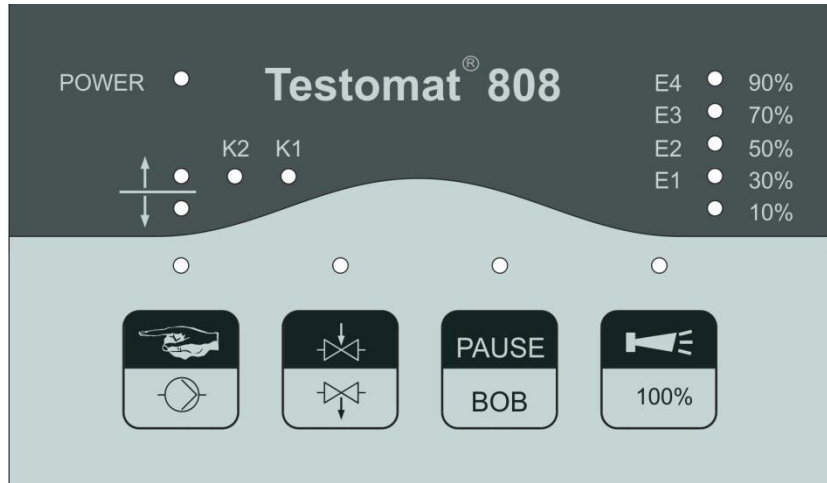 POWER
Testomat® 808
E4 90%
E3 70%
K2 K1 E2 50%
E1 30%
10%
PAUSE
BOB
100%